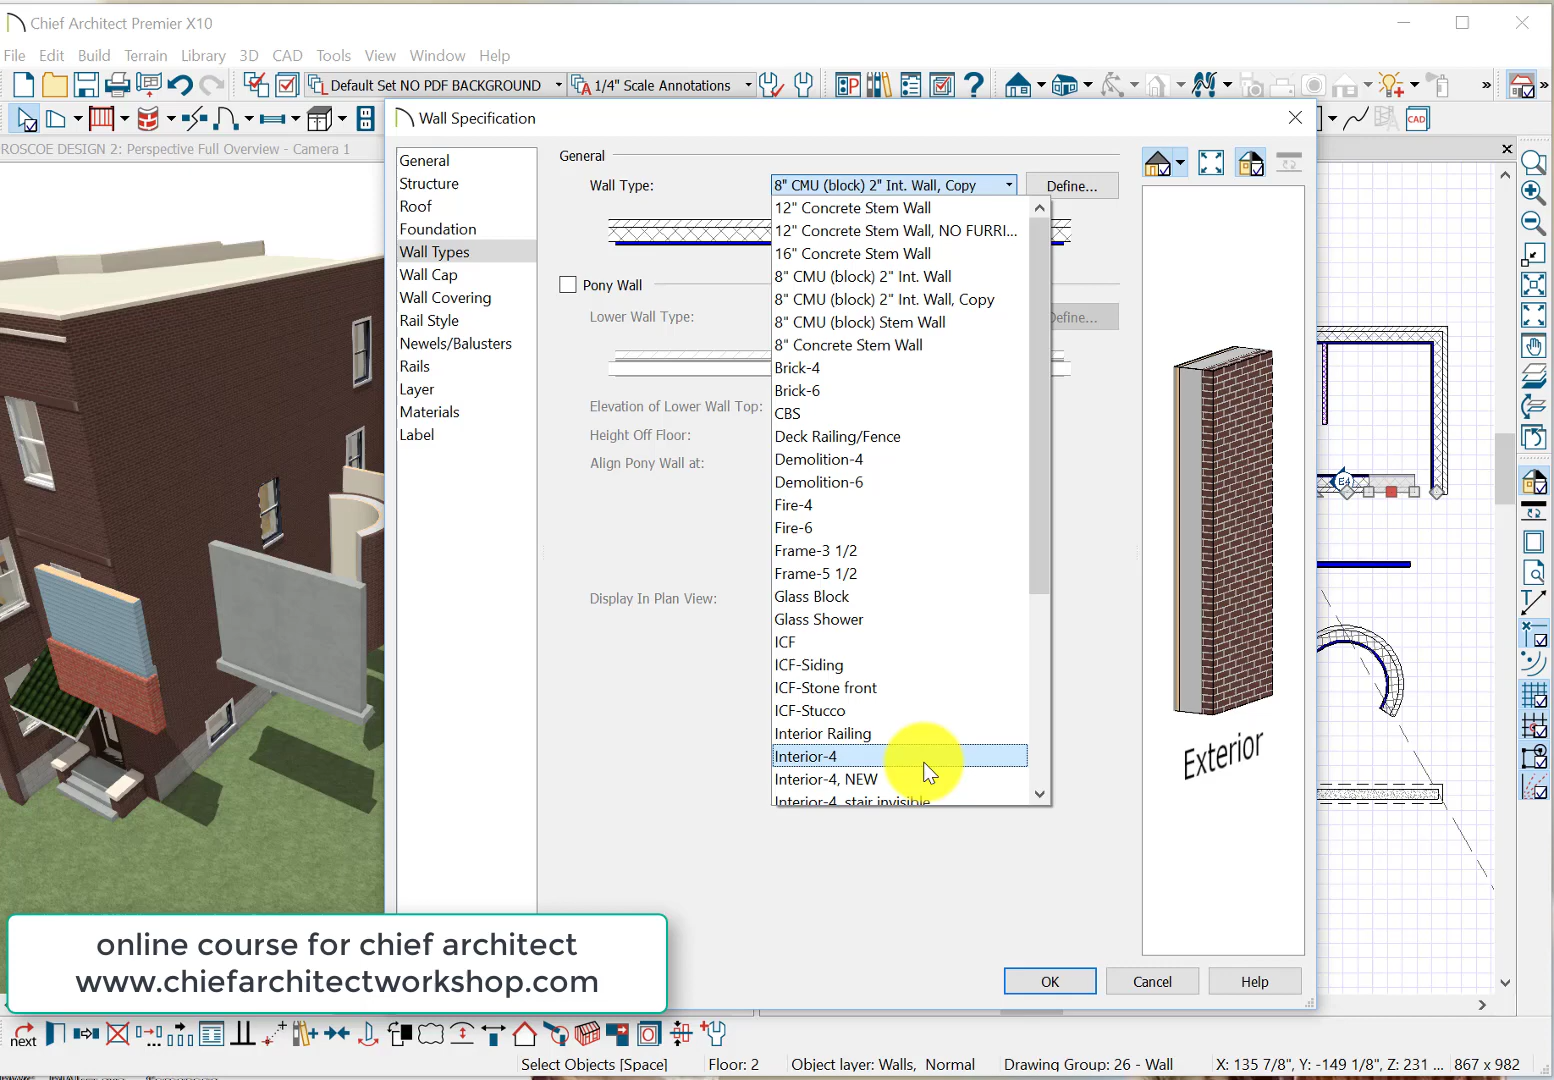 Chief Architect Premier X10
File Edit Build Terrain Library 3D CAD Tools View Window Help
Default Set NO PDF BACKGROUND
1/4" Scale Annotations
CAD
ROSCOE DESIGN 2: Perspective Full Overview - Camera 1
Wall Specification
General
Structure
Roof
Foundation
Wall Types
Wall Cap
Wall Covering
Rail Style
Newels/Balusters
Rails
Layer
Materials
Label
General
Wall Type:
8" CMU (block) 2" Int. Wall, Copy
Define...
Pony Wall
Lower Wall Type:
Define...
Elevation of Lower Wall Top:
Height Off Floor:
Align Pony Wall at:
Display In Plan View:
12" Concrete Stem Wall
12" Concrete Stem Wall, NO FURRI...
16" Concrete Stem Wall
8" CMU (block) 2" Int. Wall
8" CMU (block) 2" Int. Wall, Copy
8" CMU (block) Stem Wall
8" Concrete Stem Wall
Brick-4
Brick-6
CBS
Deck Railing/Fence
Demolition-4
Demolition-6
Fire-4
Fire-6
Frame-3 1/2
Frame-5 1/2
Glass Block
Glass Shower
ICF
ICF-Siding
ICF-Stone front
ICF-Stucco
Interior Railing
Interior-4
Interior-4, NEW
Interior-4, stair invisible
Exterior
E4
OK
Cancel
Help
online course for chief architect
www.chiefarchitectworkshop.com
next
Select Objects [Space]
Floor: 2
Object layer: Walls, Normal
Drawing Group: 26 - Wall
X: 135 7/8", Y: -149 1/8", Z: 231 ...
867 x 982